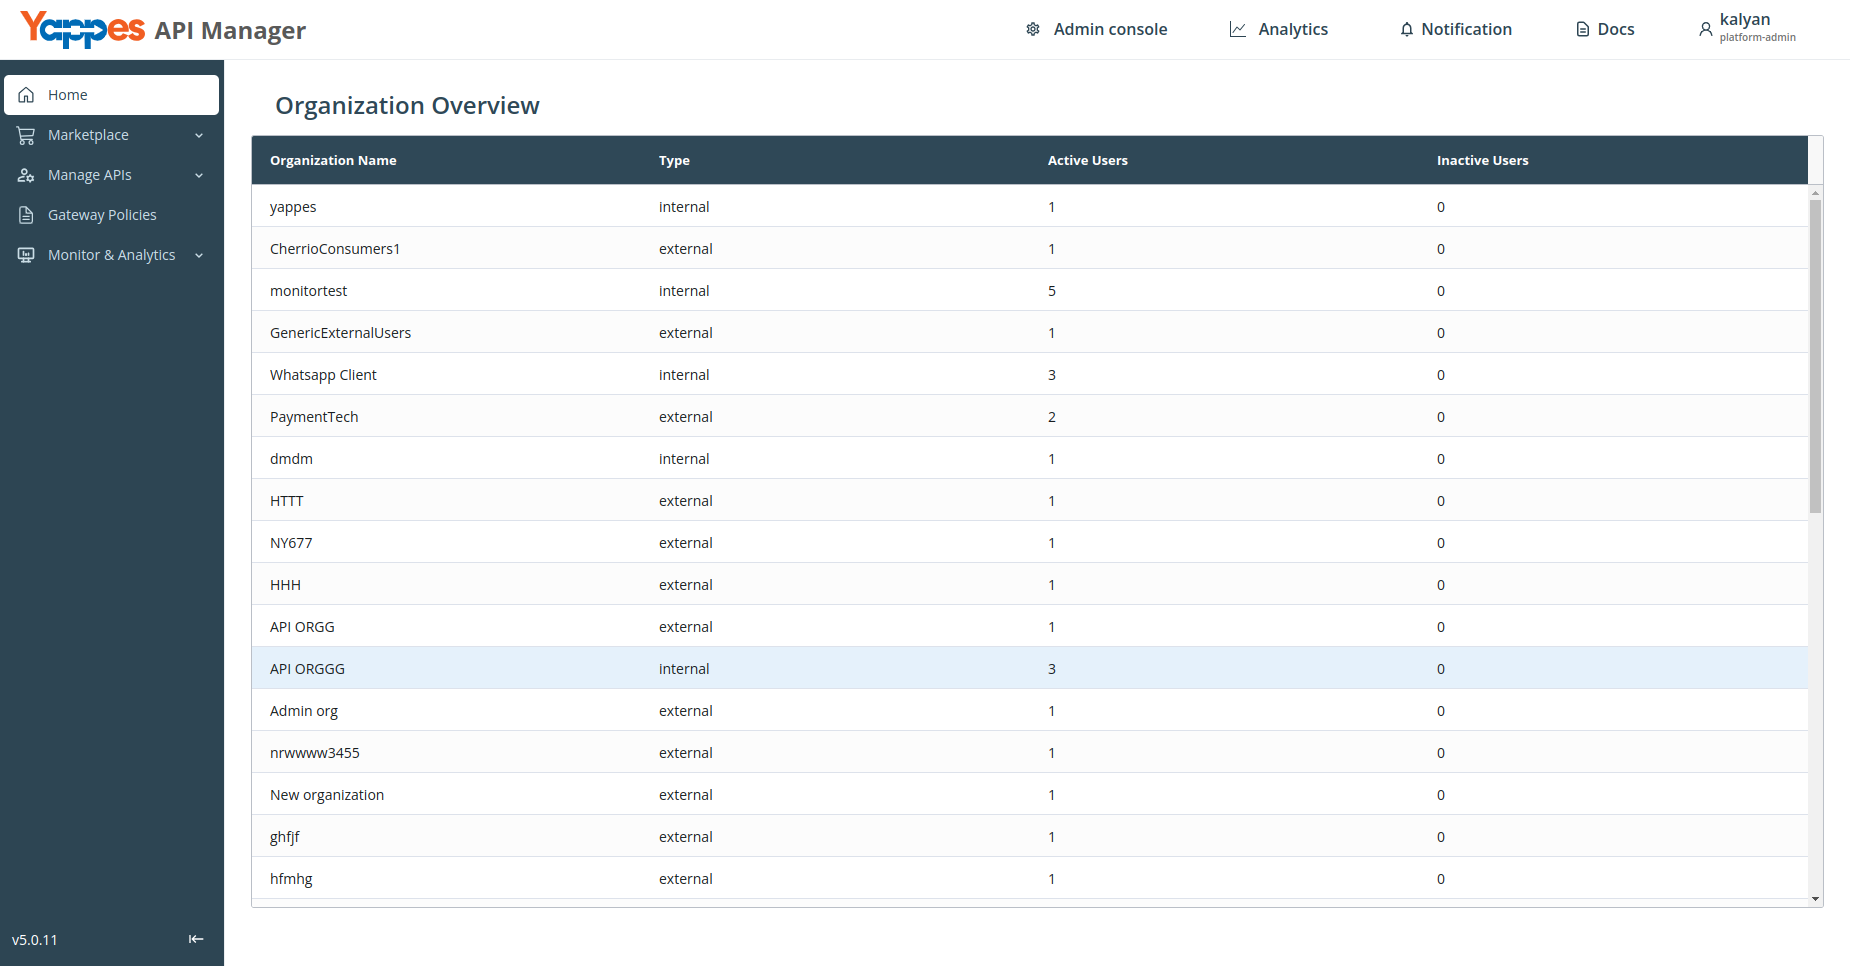 Yappes API Manager
Admin console
Analytics
Notification
Docs
kalyan
platform-admin
Home
Marketplace
Manage APIs
Gateway Policies
Monitor & Analytics
v5.0.11
Organization Overview
Organization Name Type Active Users Inactive Users
yappes internal 1 0
CherrioConsumers1 external 1 0
monitortest internal 5 0
GenericExternalUsers external 1 0
Whatsapp Client internal 3 0
PaymentTech external 2 0
dmdm internal 1 0
HTTT external 1 0
NY677 external 1 0
HHH external 1 0
API ORGG external 1 0
API ORGGG internal 3 0
Admin org external 1 0
nrwwww3455 external 1 0
New organization external 1 0
ghfjf external 1 0
hfmhg external 1 0